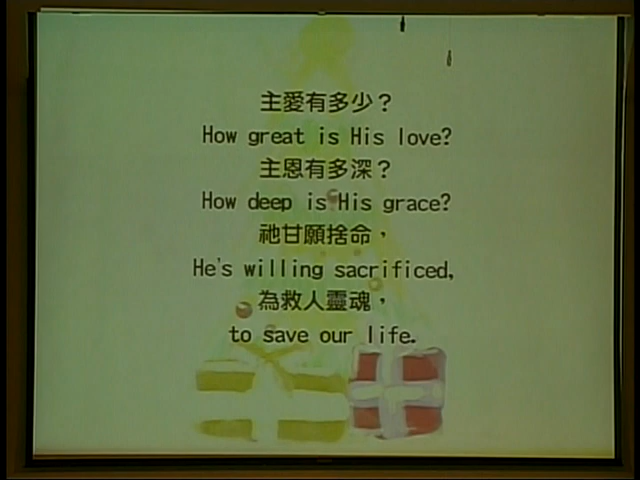 主愛有多少？
How great is His love?
主恩有多深？
How deep is His grace?
祂甘願捨命，
He's willing sacrificed,
為救人靈魂，
to save our life.